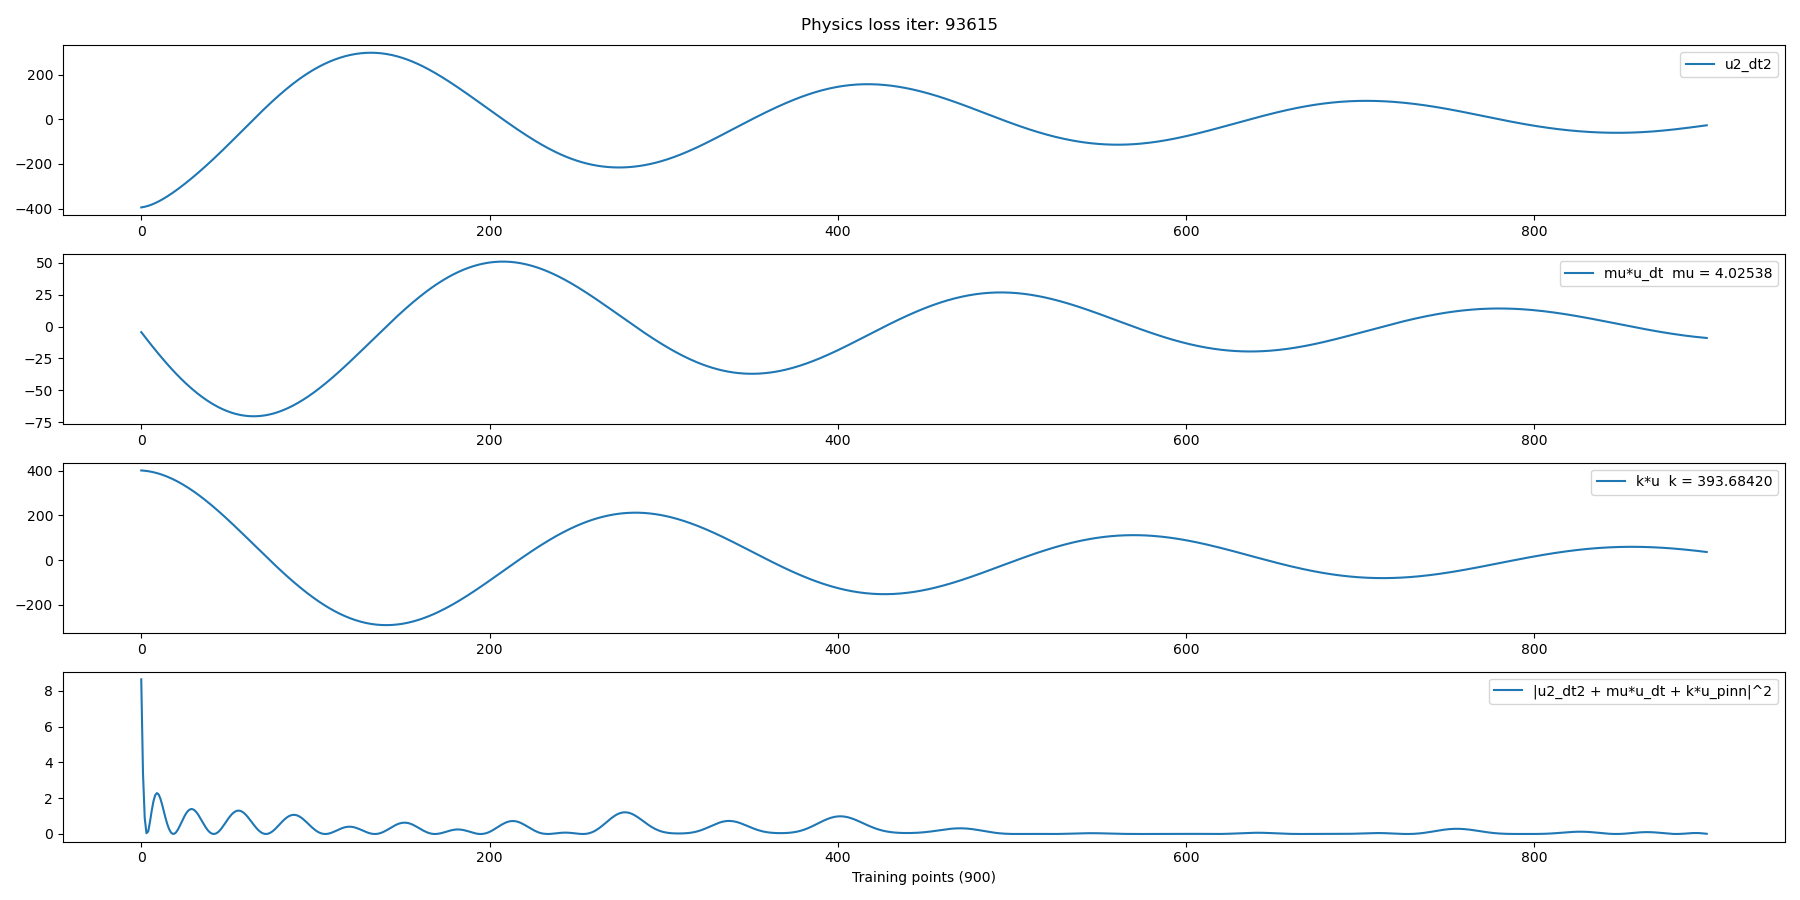 Physics loss iter: 93615
200
0
−200
−400
u2_dt2
0 200 400 600 800
50
25
0
−25
−50
−75
mu*u_dt mu = 4.02538
0 200 400 600 800
400
200
0
−200
k*u k = 393.68420
0 200 400 600 800
8
6
4
2
0
|u2_dt2 + mu*u_dt + k*u_pinn|^2
0 200 400 600 800
Training points (900)